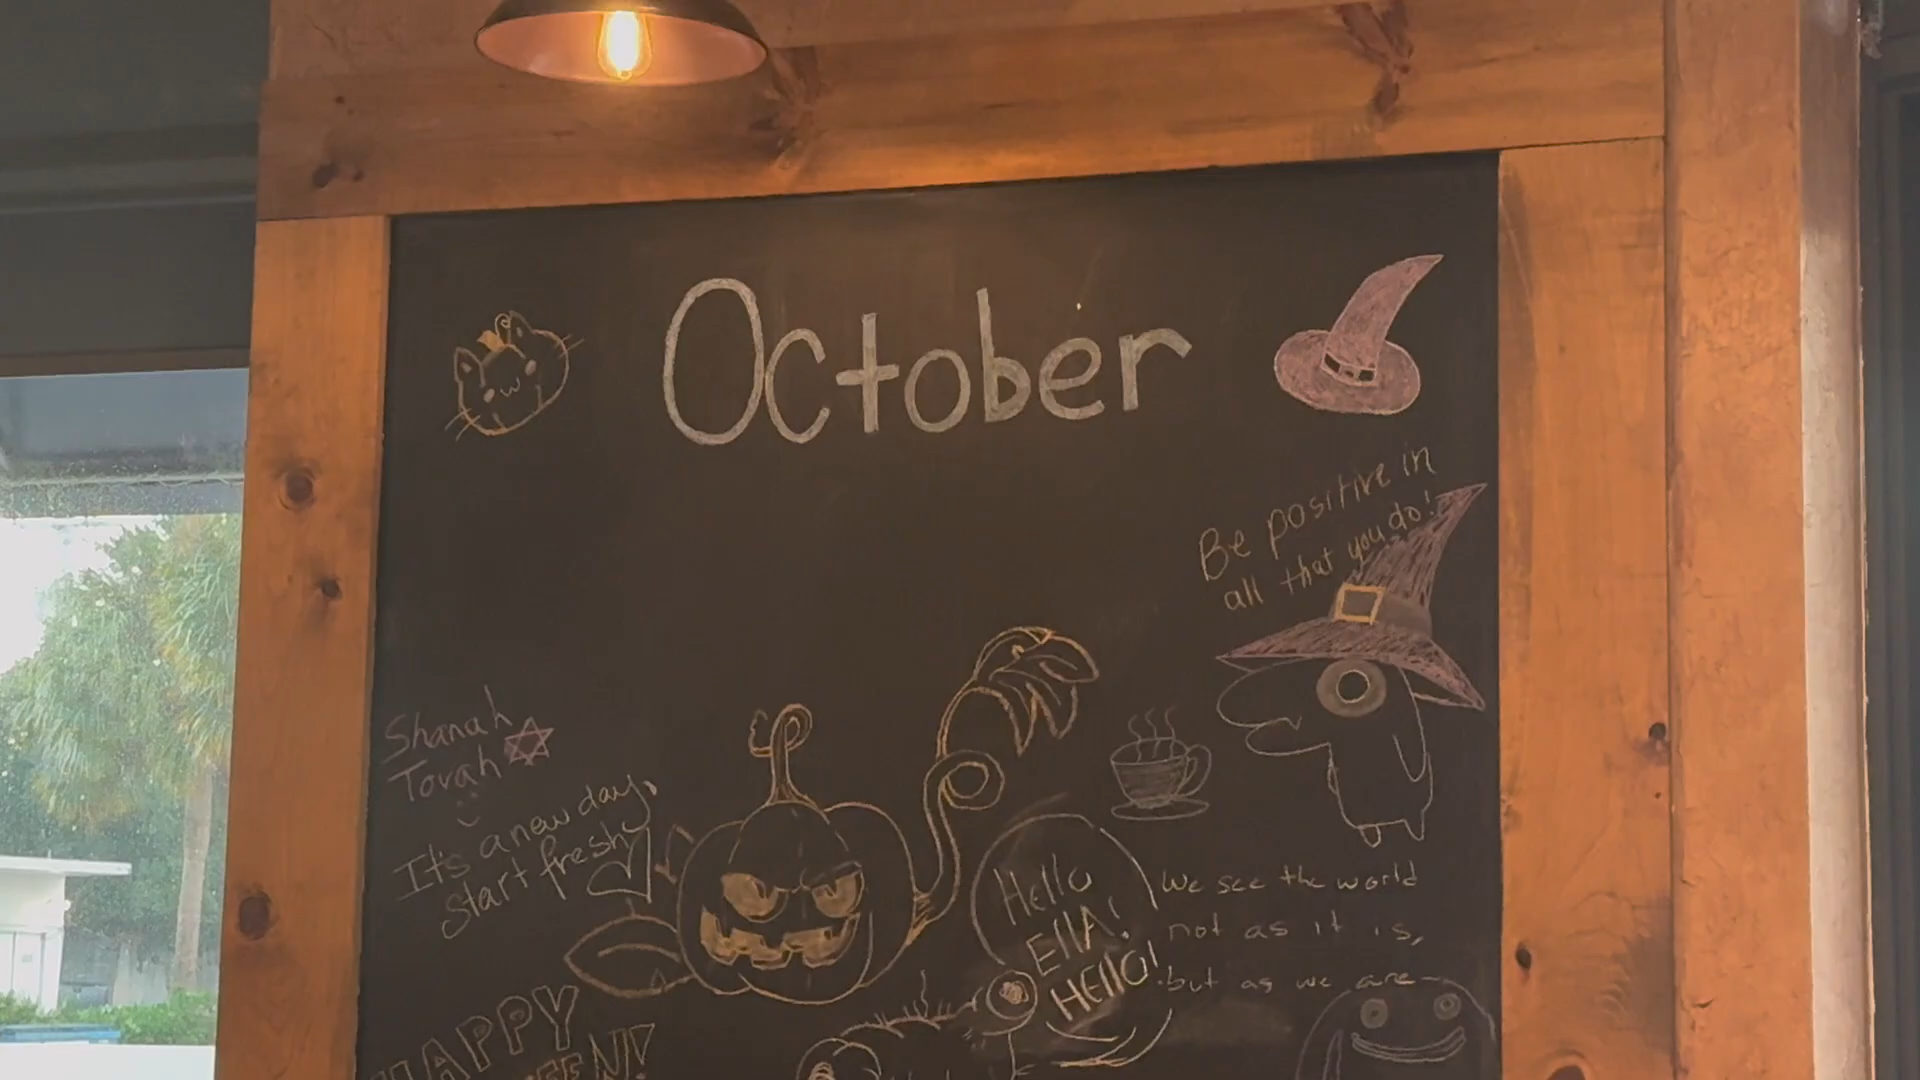 October
Be positive in
all that you do!
Shanah
Torah
It's a new day,
start fresh
Hello
Ella!
HELLO!
We see the world
not as it is,
but as we are
HAPPY